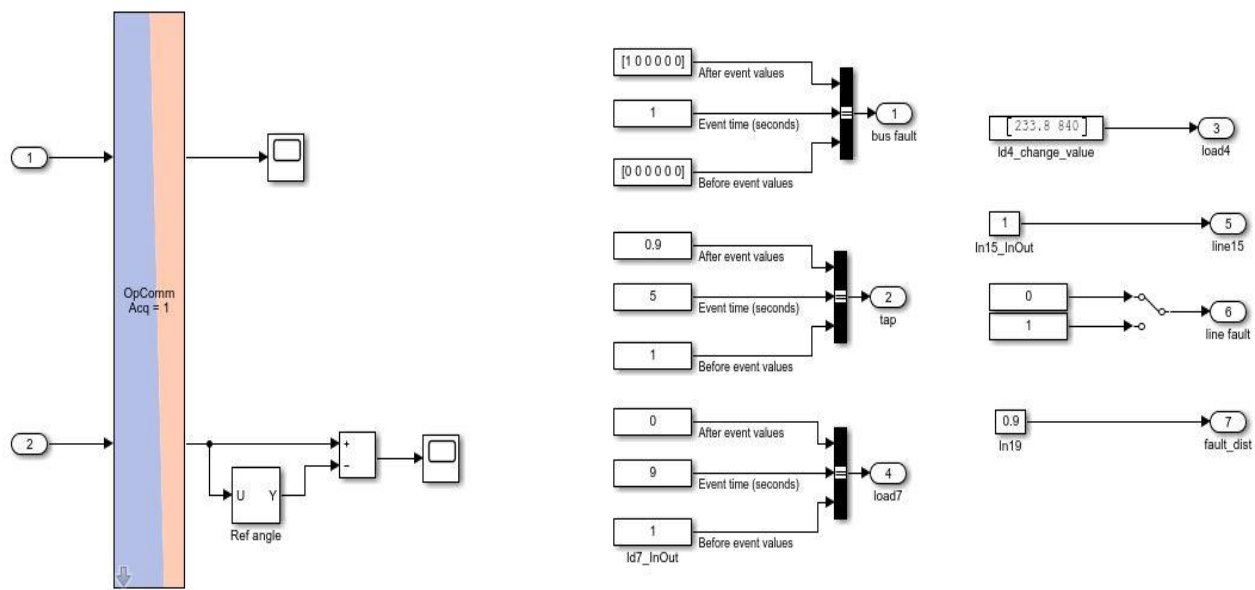 1
OpComm
Acq = 1
2
U Y
Ref angle
+
−
[1 0 0 0 0 0]
After event values
1
Event time (seconds)
[0 0 0 0 0 0]
Before event values
1
bus fault
0.9
After event values
5
Event time (seconds)
1
Before event values
2
tap
0
After event values
9
Event time (seconds)
1
Before event values
ld7_InOut
4
load7
[233.8 840]
ld4_change_value
3
load4
1
ln15_InOut
5
line15
0
1
6
line fault
0.9
ln19
7
fault_dist